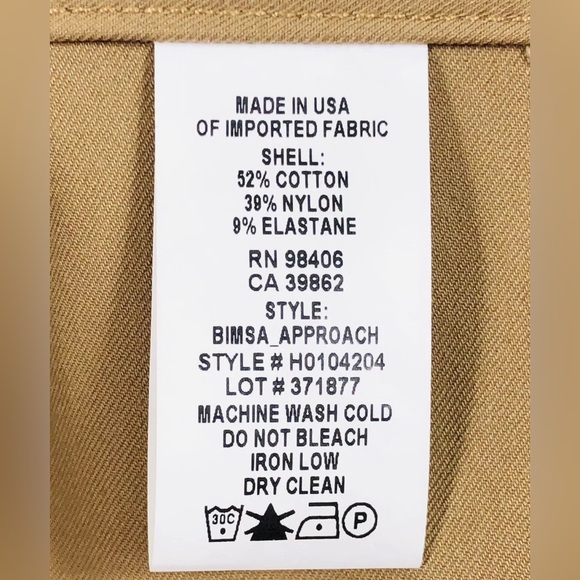 MADE IN USA
OF IMPORTED FABRIC
SHELL:
52% COTTON
39% NYLON
9% ELASTANE
RN 98406
CA 39862
STYLE:
BIMSA_APPROACH
STYLE # H0104204
LOT # 371877
MACHINE WASH COLD
DO NOT BLEACH
IRON LOW
DRY CLEAN
30C P